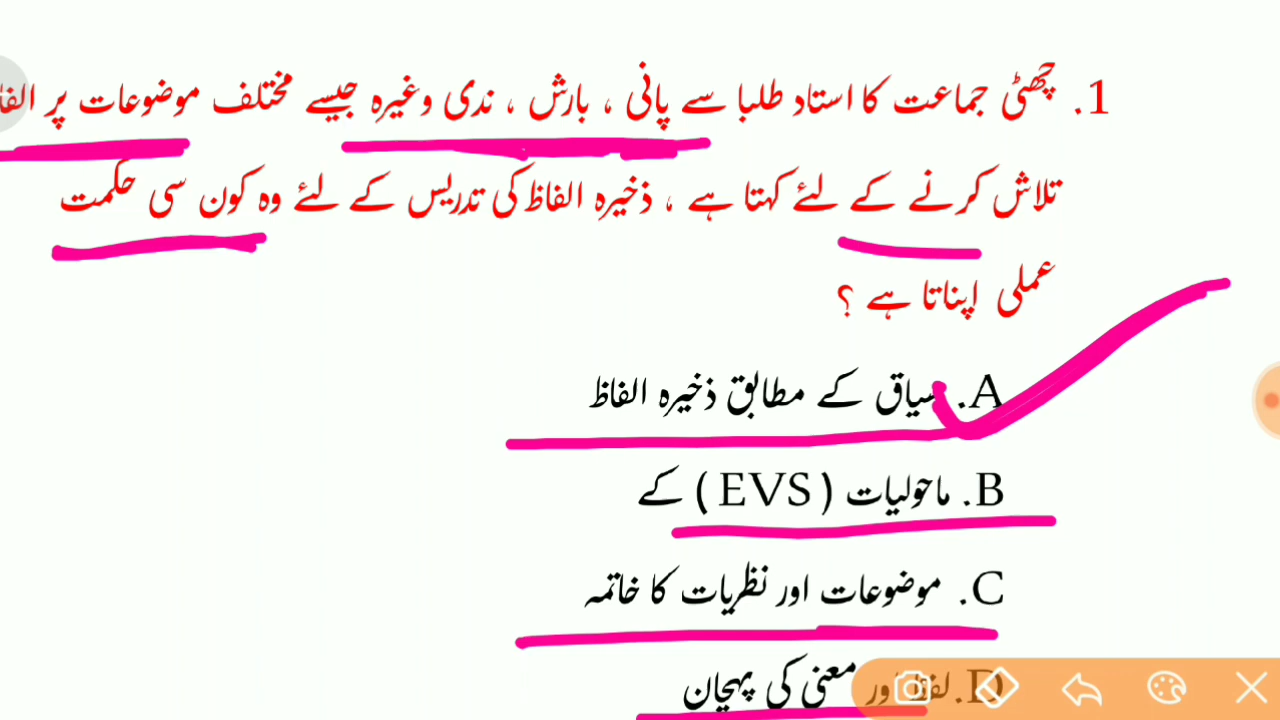 1. چھٹی جماعت کا استاد طلبا سے پانی ، بارش ، ندی وغیرہ جیسے مختلف موضوعات پر
تلاش کرنے کے لئے کہتا ہے ، ذخیرہ الفاظ کی تدریس کے لئے وہ کون سی حکمت
عملی اپناتا ہے ؟
A. سیاق کے مطابق ذخیرہ الفاظ
B. ماحولیات ( EVS ) کے
C. موضوعات اور نظریات کا خاتمہ
D. لفظ اور معنی کی پہچان